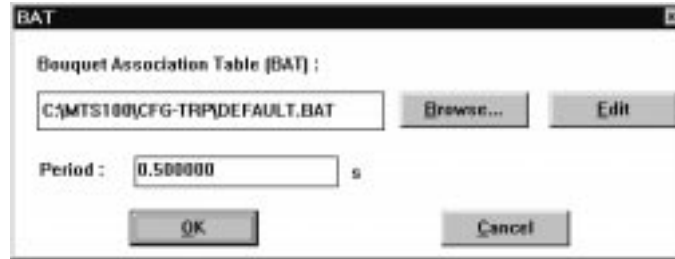 BAT
Bouquet Association Table (BAT) :
C:\MTS100\CFG-TRP\DEFAULT.BAT Browse... Edit
Period : 0.500000 s
OK Cancel